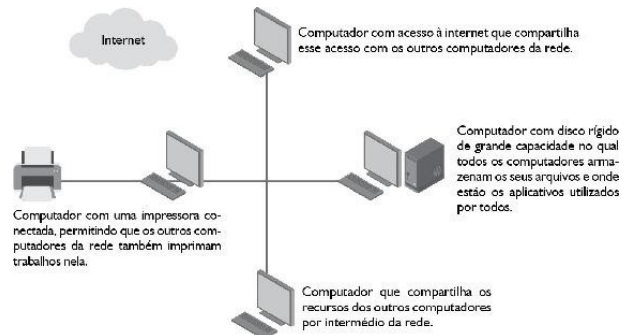 Internet
Computador com acesso à internet que compartilha
esse acesso com os outros computadores da rede.
Computador com disco rígido
de grande capacidade no qual
todos os computadores arma-
zenam os seus arquivos e onde
estão os aplicativos utilizados
por todos.
Computador com uma impressora co-
nectada, permitindo que os outros com-
putadores da rede também imprimam
trabalhos nela.
Computador que compartilha os
recursos dos outros computadores
por intermédio da rede.